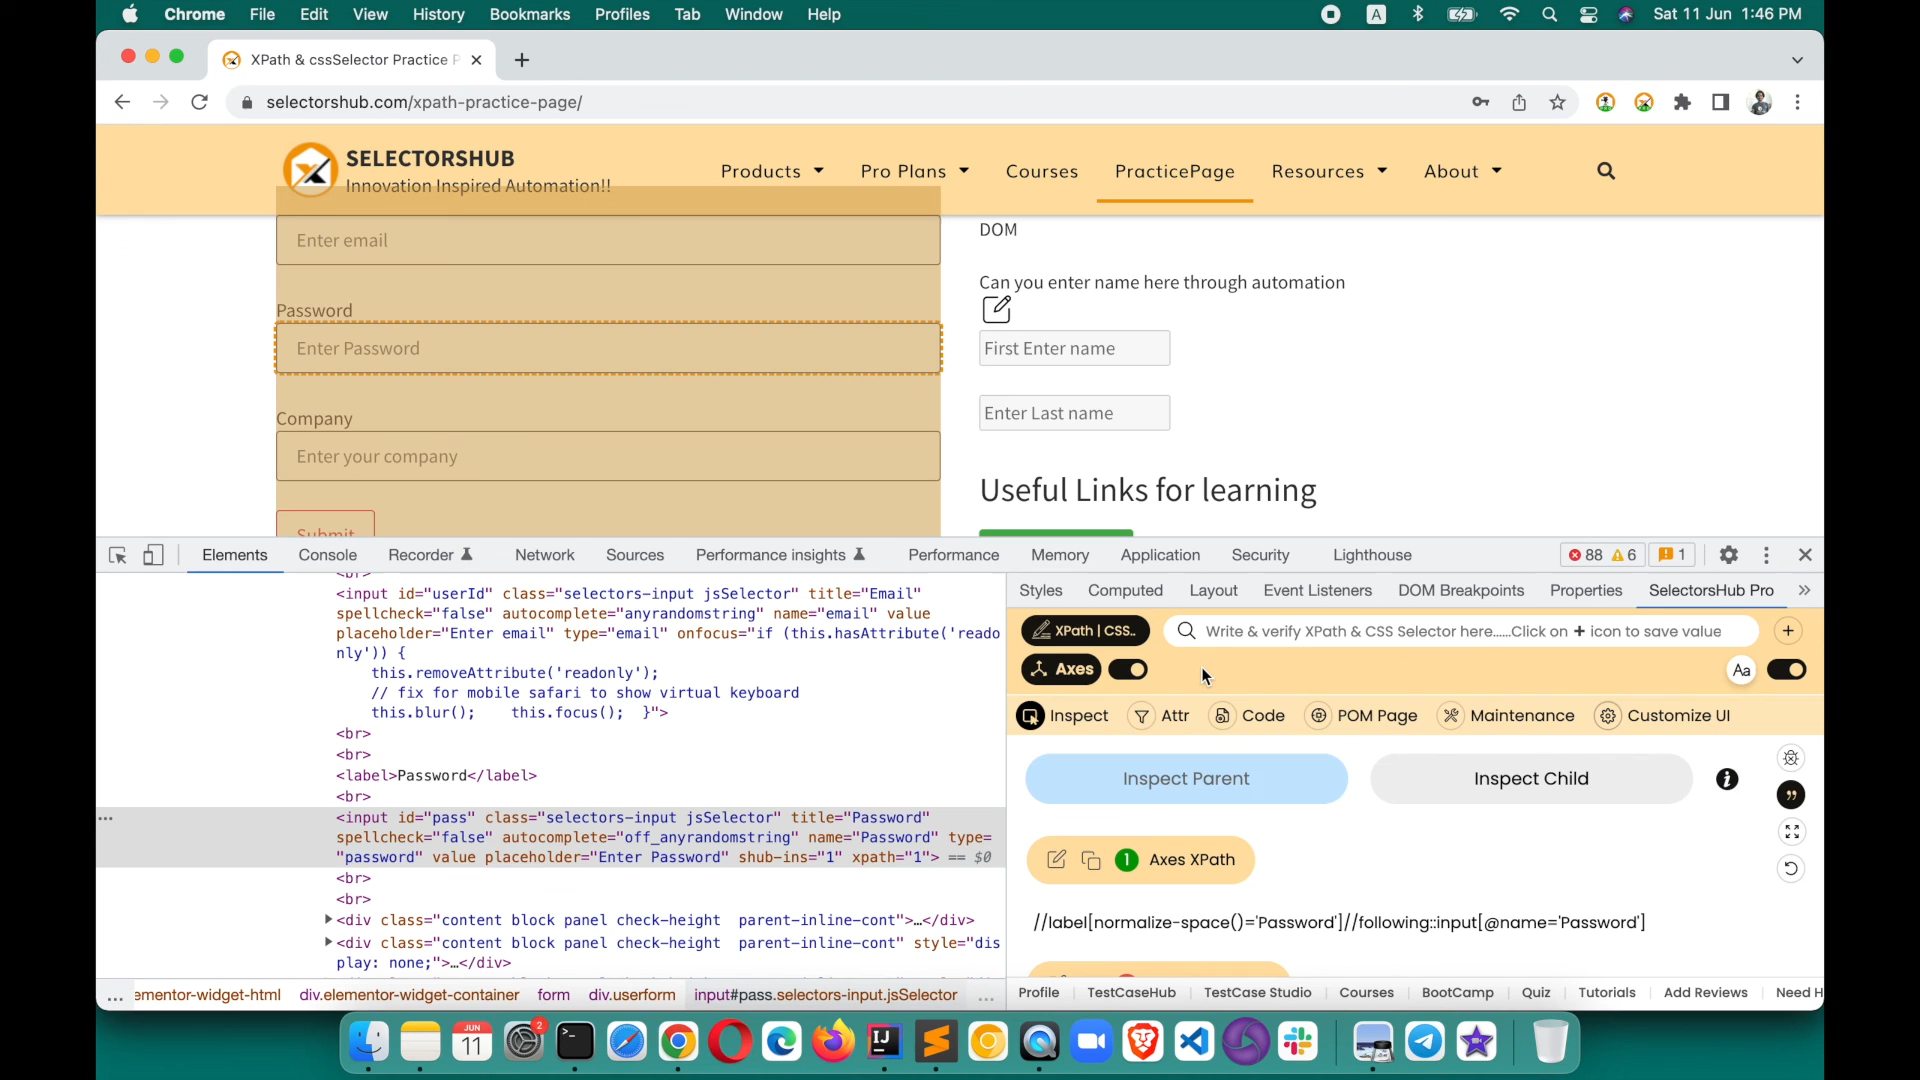 Chrome File Edit View History Bookmarks Profiles Tab Window Help
A
Sat 11 Jun 1:46 PM
XPath & cssSelector Practice P
selectorshub.com/xpath-practice-page/
SELECTORSHUB
Innovation Inspired Automation!!
Products Pro Plans Courses PracticePage Resources About
Enter email
Password
Enter Password
Company
Enter your company
Submit
DOM
Can you enter name here through automation
First Enter name
Enter Last name
Useful Links for learning
Elements Console Recorder Network Sources Performance insights Performance Memory Application Security Lighthouse
88 6 1
<br>
<input id="userId" class="selectors-input jsSelector" title="Email"
spellcheck="false" autocomplete="anyrandomstring" name="email" value
placeholder="Enter email" type="email" onfocus="if (this.hasAttribute('reado
nly')) {
this.removeAttribute('readonly');
// fix for mobile safari to show virtual keyboard
this.blur(); this.focus(); }">
<br>
<br>
<label>Password</label>
<br>
<input id="pass" class="selectors-input jsSelector" title="Password"
spellcheck="false" autocomplete="off_anyrandomstring" name="Password" type=
"password" value placeholder="Enter Password" shub-ins="1" xpath="1"> == $0
<br>
<br>
<div class="content block panel check-height parent-inline-cont">…</div>
<div class="content block panel check-height parent-inline-cont" style="dis
play: none;">…</div>
... ementor-widget-html div.elementor-widget-container form div.userform input#pass.selectors-input.jsSelector ...
Styles Computed Layout Event Listeners DOM Breakpoints Properties SelectorsHub Pro »
XPath | CSS..
Write & verify XPath & CSS Selector here......Click on + icon to save value
Axes
Aa
Inspect Attr Code POM Page Maintenance Customize UI
Inspect Parent
Inspect Child
1 Axes XPath
//label[normalize-space()='Password']//following::input[@name='Password']
Profile TestCaseHub TestCase Studio Courses BootCamp Quiz Tutorials Add Reviews Need H
JUN
11
2
IJ